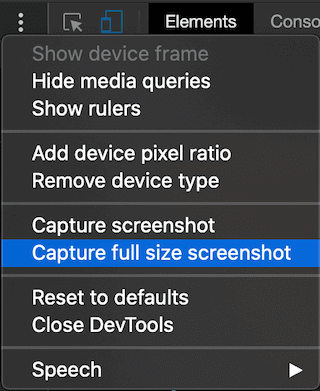 Elements Conso
Show device frame
Hide media queries
Show rulers
Add device pixel ratio
Remove device type
Capture screenshot
Capture full size screenshot
Reset to defaults
Close DevTools
Speech